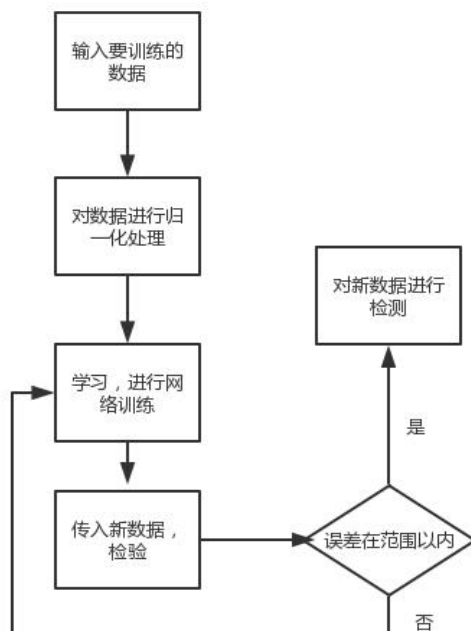 输入要训练的
数据
对数据进行归
一化处理
对新数据进行
检测
学习，进行网
络训练
是
传入新数据，
检验
误差在范围以内
否